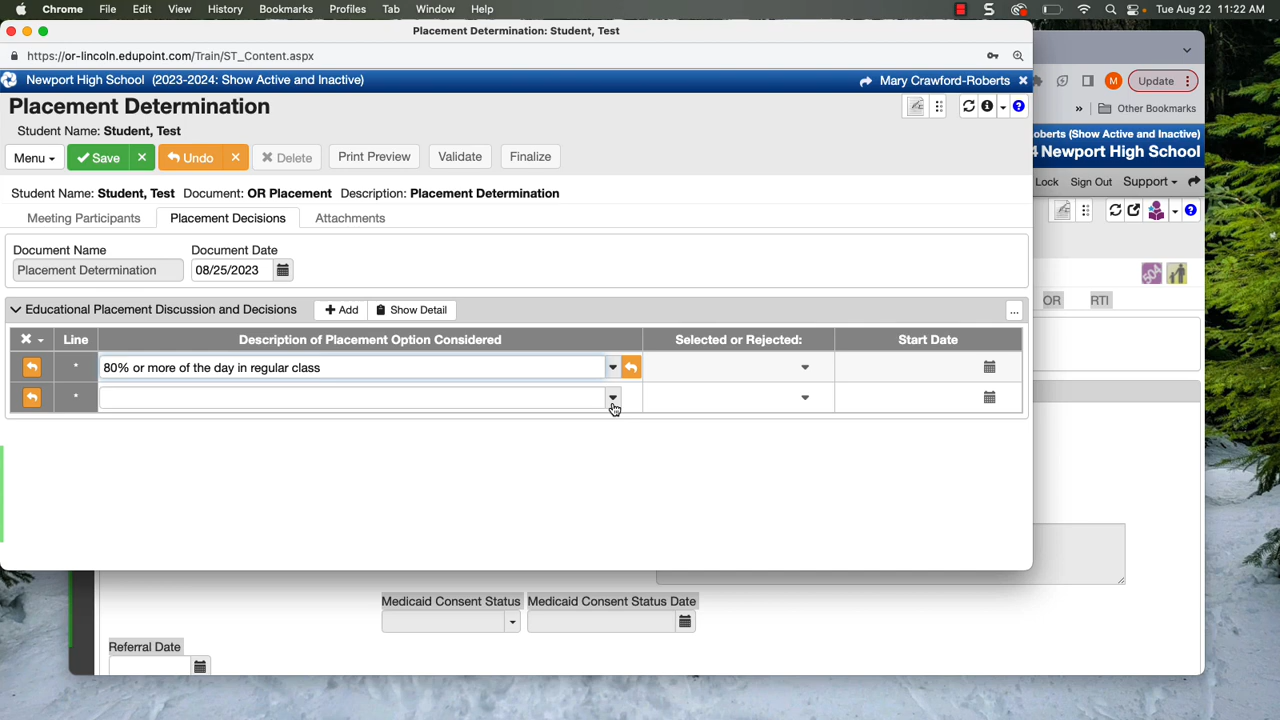 Chrome File Edit View History Bookmarks Profiles Tab Window Help
Tue Aug 22 11:22 AM
Placement Determination: Student, Test
https://or-lincoln.edupoint.com/Train/ST_Content.aspx
Newport High School (2023-2024: Show Active and Inactive)
Mary Crawford-Roberts
Placement Determination
Student Name: Student, Test
Menu
Save
Undo
Delete
Print Preview
Validate
Finalize
Student Name: Student, Test Document: OR Placement Description: Placement Determination
Meeting Participants
Placement Decisions
Attachments
Document Name
Document Date
Placement Determination
08/25/2023
Educational Placement Discussion and Decisions
+ Add
Show Detail
...
Line
Description of Placement Option Considered
Selected or Rejected:
Start Date
* 80% or more of the day in regular class
*
M
Update
» Other Bookmarks
oberts (Show Active and Inactive)
4 Newport High School
Lock Sign Out Support
504
OR RTI
Medicaid Consent Status
Medicaid Consent Status Date
Referral Date